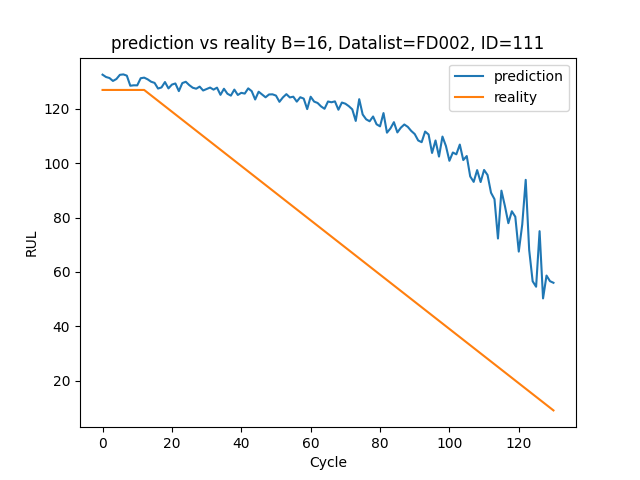 prediction vs reality B=16, Datalist=FD002, ID=111
prediction
reality
RUL
120
100
80
60
40
20
0 20 40 60 80 100 120
Cycle